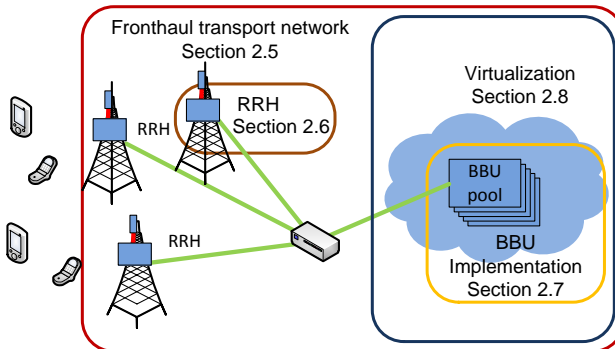 Fronthaul transport network
Section 2.5
RRH
RRH
Section 2.6
RRH
Virtualization
Section 2.8
BBU
pool
BBU
Implementation
Section 2.7